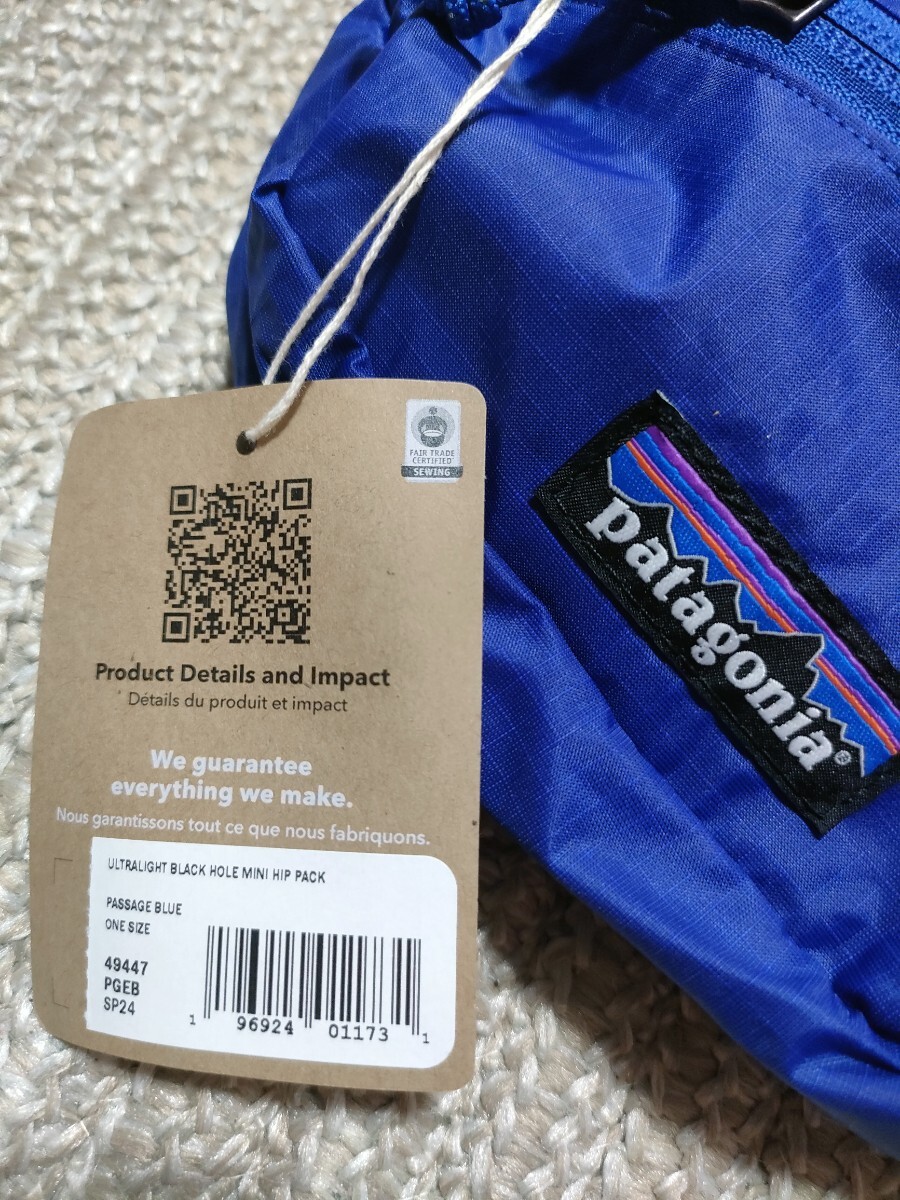 FAIR TRADE
CERTIFIED
SEWING
Product Details and Impact
Détails du produit et impact
We guarantee
everything we make.
Nous garantissons tout ce que nous fabriquons.
ULTRALIGHT BLACK HOLE MINI HIP PACK
PASSAGE BLUE
ONE SIZE
49447
PGEB
SP24
1 96924 01173 1
patagonia®